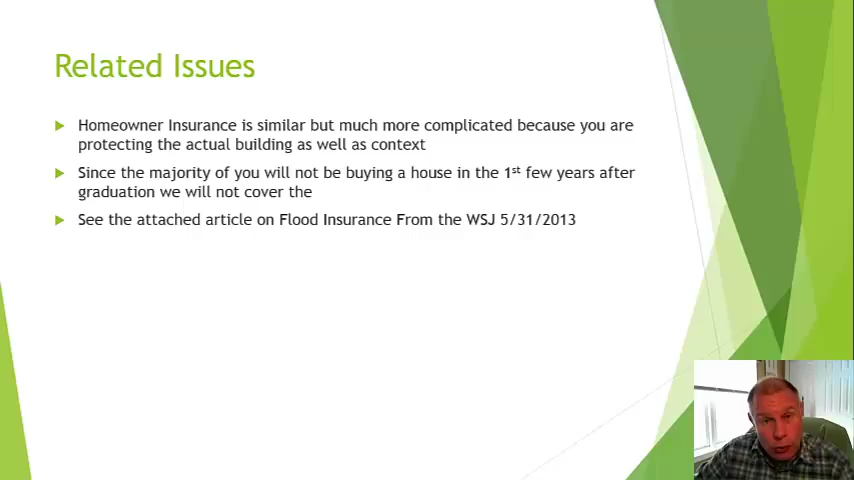 Related Issues
Homeowner Insurance is similar but much more complicated because you are
protecting the actual building as well as context
Since the majority of you will not be buying a house in the 1st few years after
graduation we will not cover the
See the attached article on Flood Insurance From the WSJ 5/31/2013